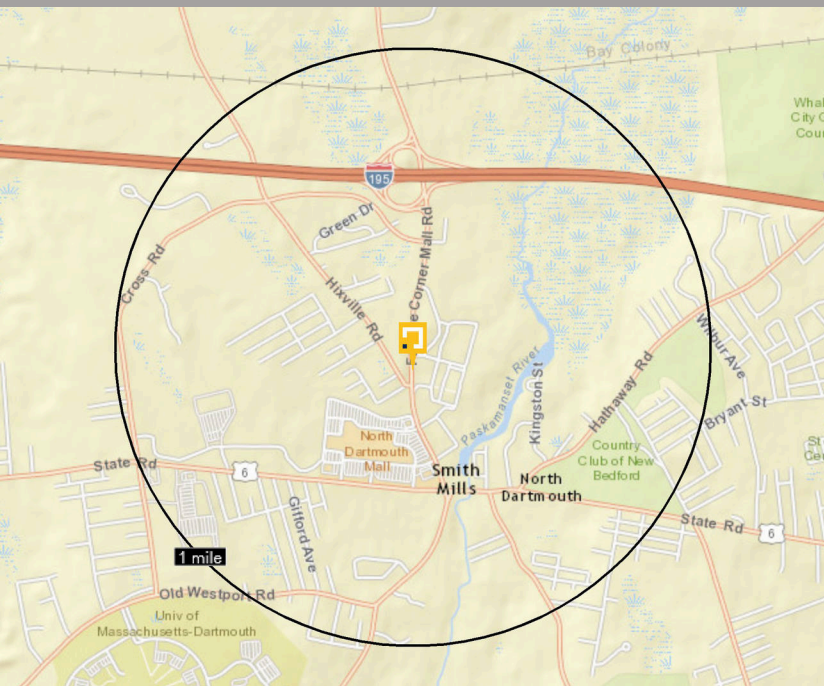 Bay Colony
Whal
City G
Cour
195
Green Dr
Cross Rd
e Corner Mall Rd
Hixville Rd
F
Wilbur Ave
Paskamanset River
Kingston St
Hathaway Rd
Bryant St
North
Dartmouth
Mall
Country
Club of New
Bedford
St
Cen
State Rd
6
Smith
Mills
North
Dartmouth
Gifford Ave
State Rd
6
1 mile
Old Westport Rd
Univ of
Massachusetts-Dartmouth